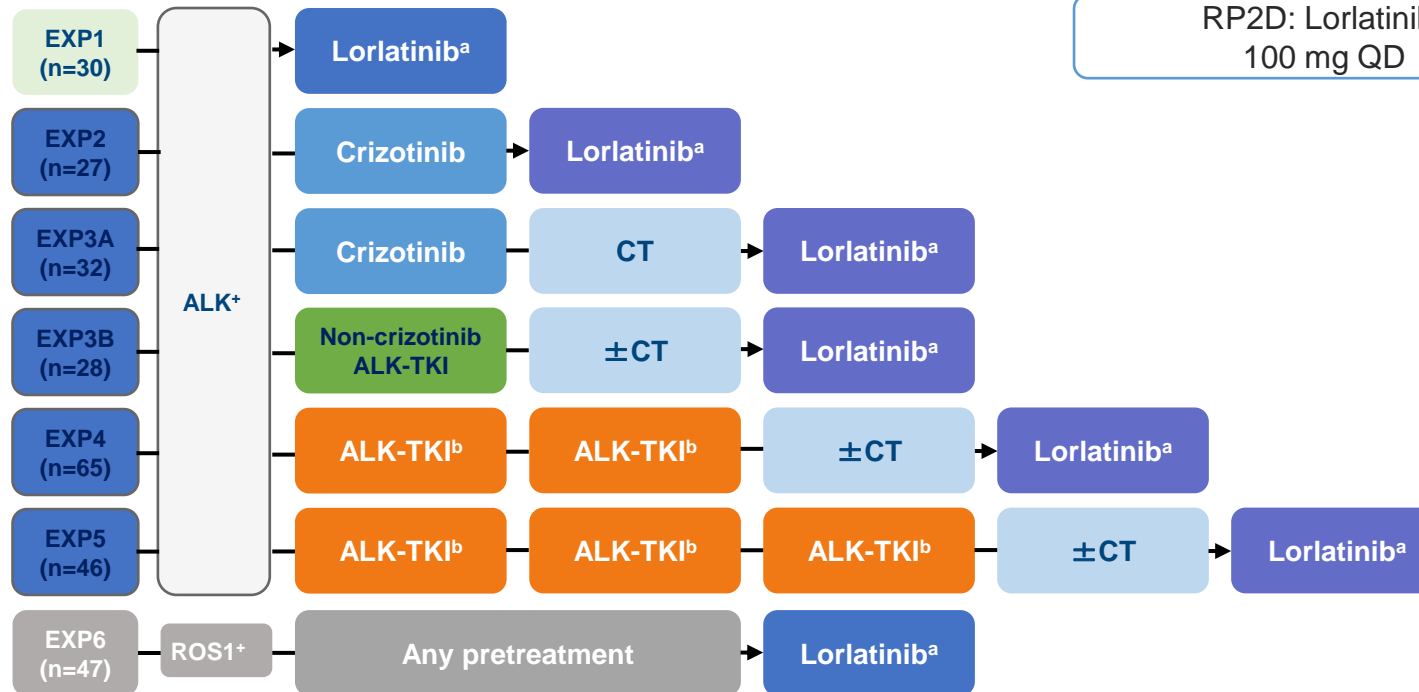 RP2D: Lorlatini
100 mg QD
EXP1
(n=30)
Lorlatinibᵃ
EXP2
(n=27)
Crizotinib
Lorlatinibᵃ
EXP3A
(n=32)
Crizotinib
CT
Lorlatinibᵃ
ALK⁺
EXP3B
(n=28)
Non-crizotinib
ALK-TKI
±CT
Lorlatinibᵃ
EXP4
(n=65)
ALK-TKIᵇ
ALK-TKIᵇ
±CT
Lorlatinibᵃ
EXP5
(n=46)
ALK-TKIᵇ
ALK-TKIᵇ
ALK-TKIᵇ
±CT
Lorlatinibᵃ
EXP6
(n=47)
ROS1⁺
Any pretreatment
Lorlatinibᵃ